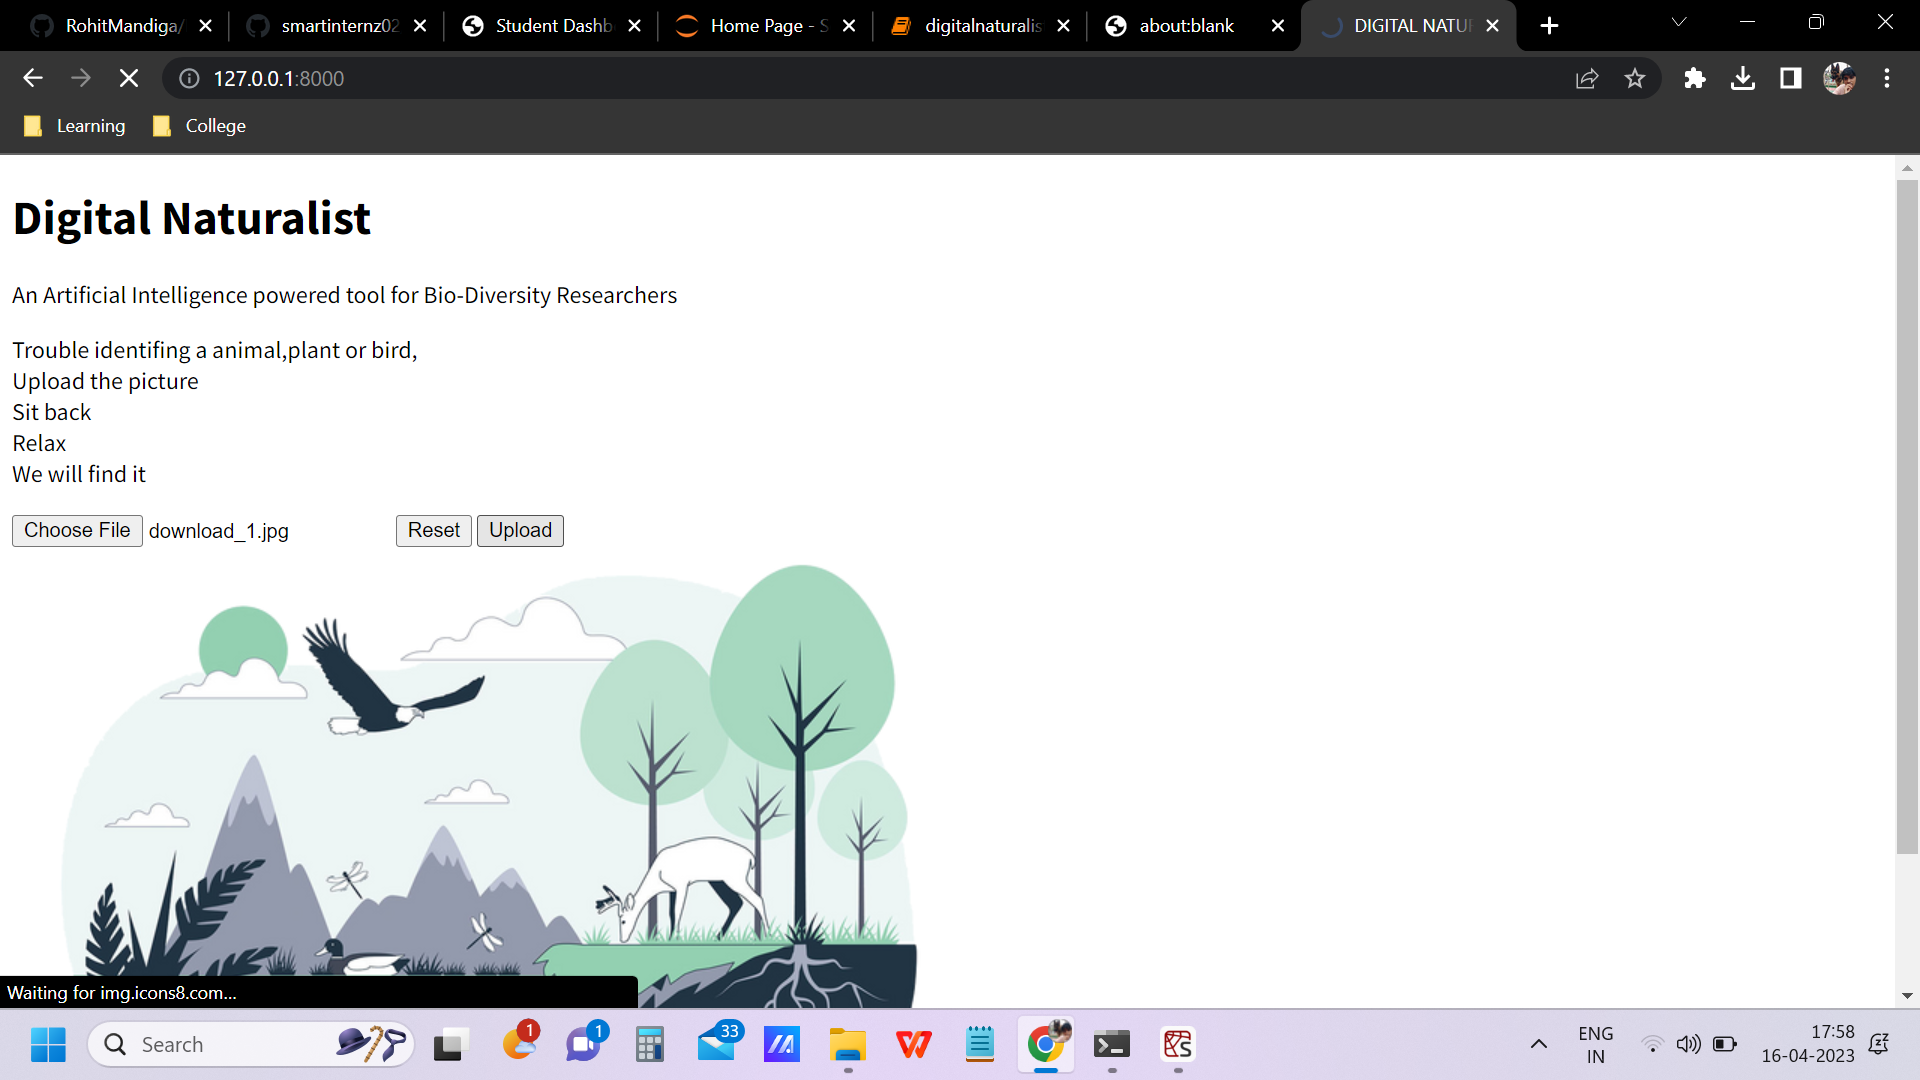 RohitMandiga/ smartinternz02 Student Dashb Home Page - S digitalnaturalis about:blank DIGITAL NATUR
127.0.0.1:8000
Learning College
Digital Naturalist
An Artificial Intelligence powered tool for Bio-Diversity Researchers
Trouble identifing a animal,plant or bird,
Upload the picture
Sit back
Relax
We will find it
Choose File download_1.jpg Reset Upload
Waiting for img.icons8.com...
Search 1 1 33 ENG 17:58
IN 16-04-2023